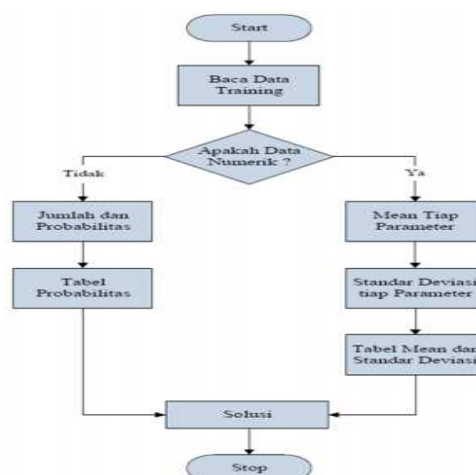 Start
Baca Data
Training
Apakah Data
Numerik ?
Tidak
Ya
Jumlah dan
Probabilitas
Mean Tiap
Parameter
Tabel
Probabilitas
Standar Deviasi
tiap Parameter
Tabel Mean dan
Standar Deviasi
Solusi
Stop